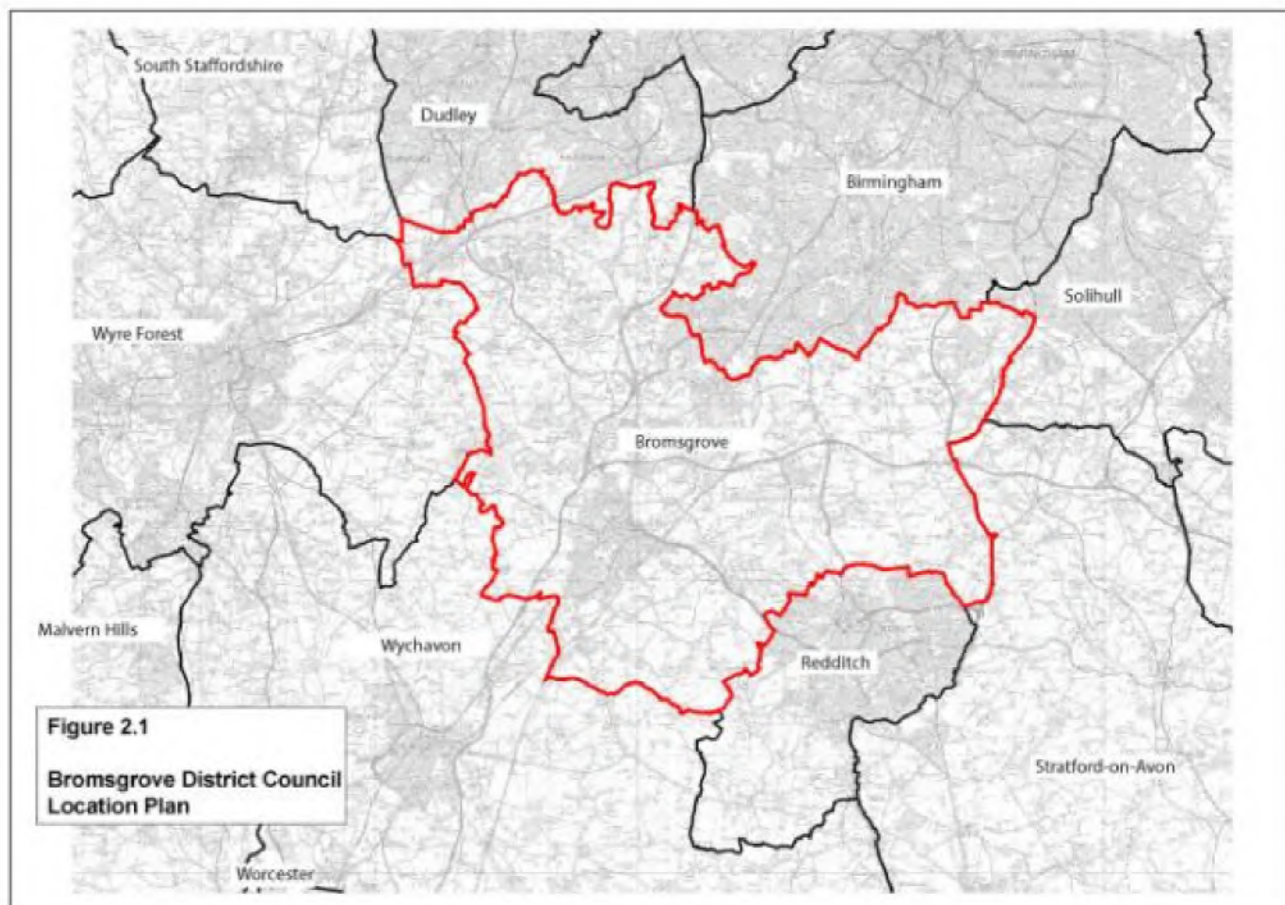 South Staffordshire
Dudley
Birmingham
Solihull
Wyre Forest
Bromsgrove
Malvern Hills
Wychavon
Redditch
Stratford-on-Avon
Figure 2.1
Bromsgrove District Council
Location Plan
Worcester